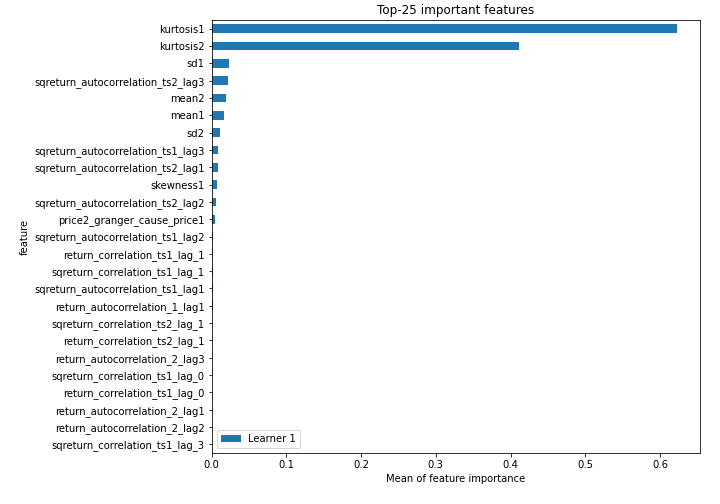 Top-25 important features
kurtosis1
kurtosis2
sd1
sqreturn_autocorrelation_ts2_lag3
mean2
mean1
sd2
sqreturn_autocorrelation_ts1_lag3
sqreturn_autocorrelation_ts2_lag1
skewness1
sqreturn_autocorrelation_ts2_lag2
price2_granger_cause_price1
sqreturn_autocorrelation_ts1_lag2
return_correlation_ts1_lag_1
sqreturn_correlation_ts1_lag_1
sqreturn_autocorrelation_ts1_lag1
return_autocorrelation_1_lag1
sqreturn_correlation_ts2_lag_1
return_correlation_ts2_lag_1
return_autocorrelation_2_lag3
sqreturn_correlation_ts1_lag_0
return_correlation_ts1_lag_0
return_autocorrelation_2_lag1
return_autocorrelation_2_lag2
sqreturn_correlation_ts1_lag_3
feature
Learner 1
0.0 0.1 0.2 0.3 0.4 0.5 0.6
Mean of feature importance